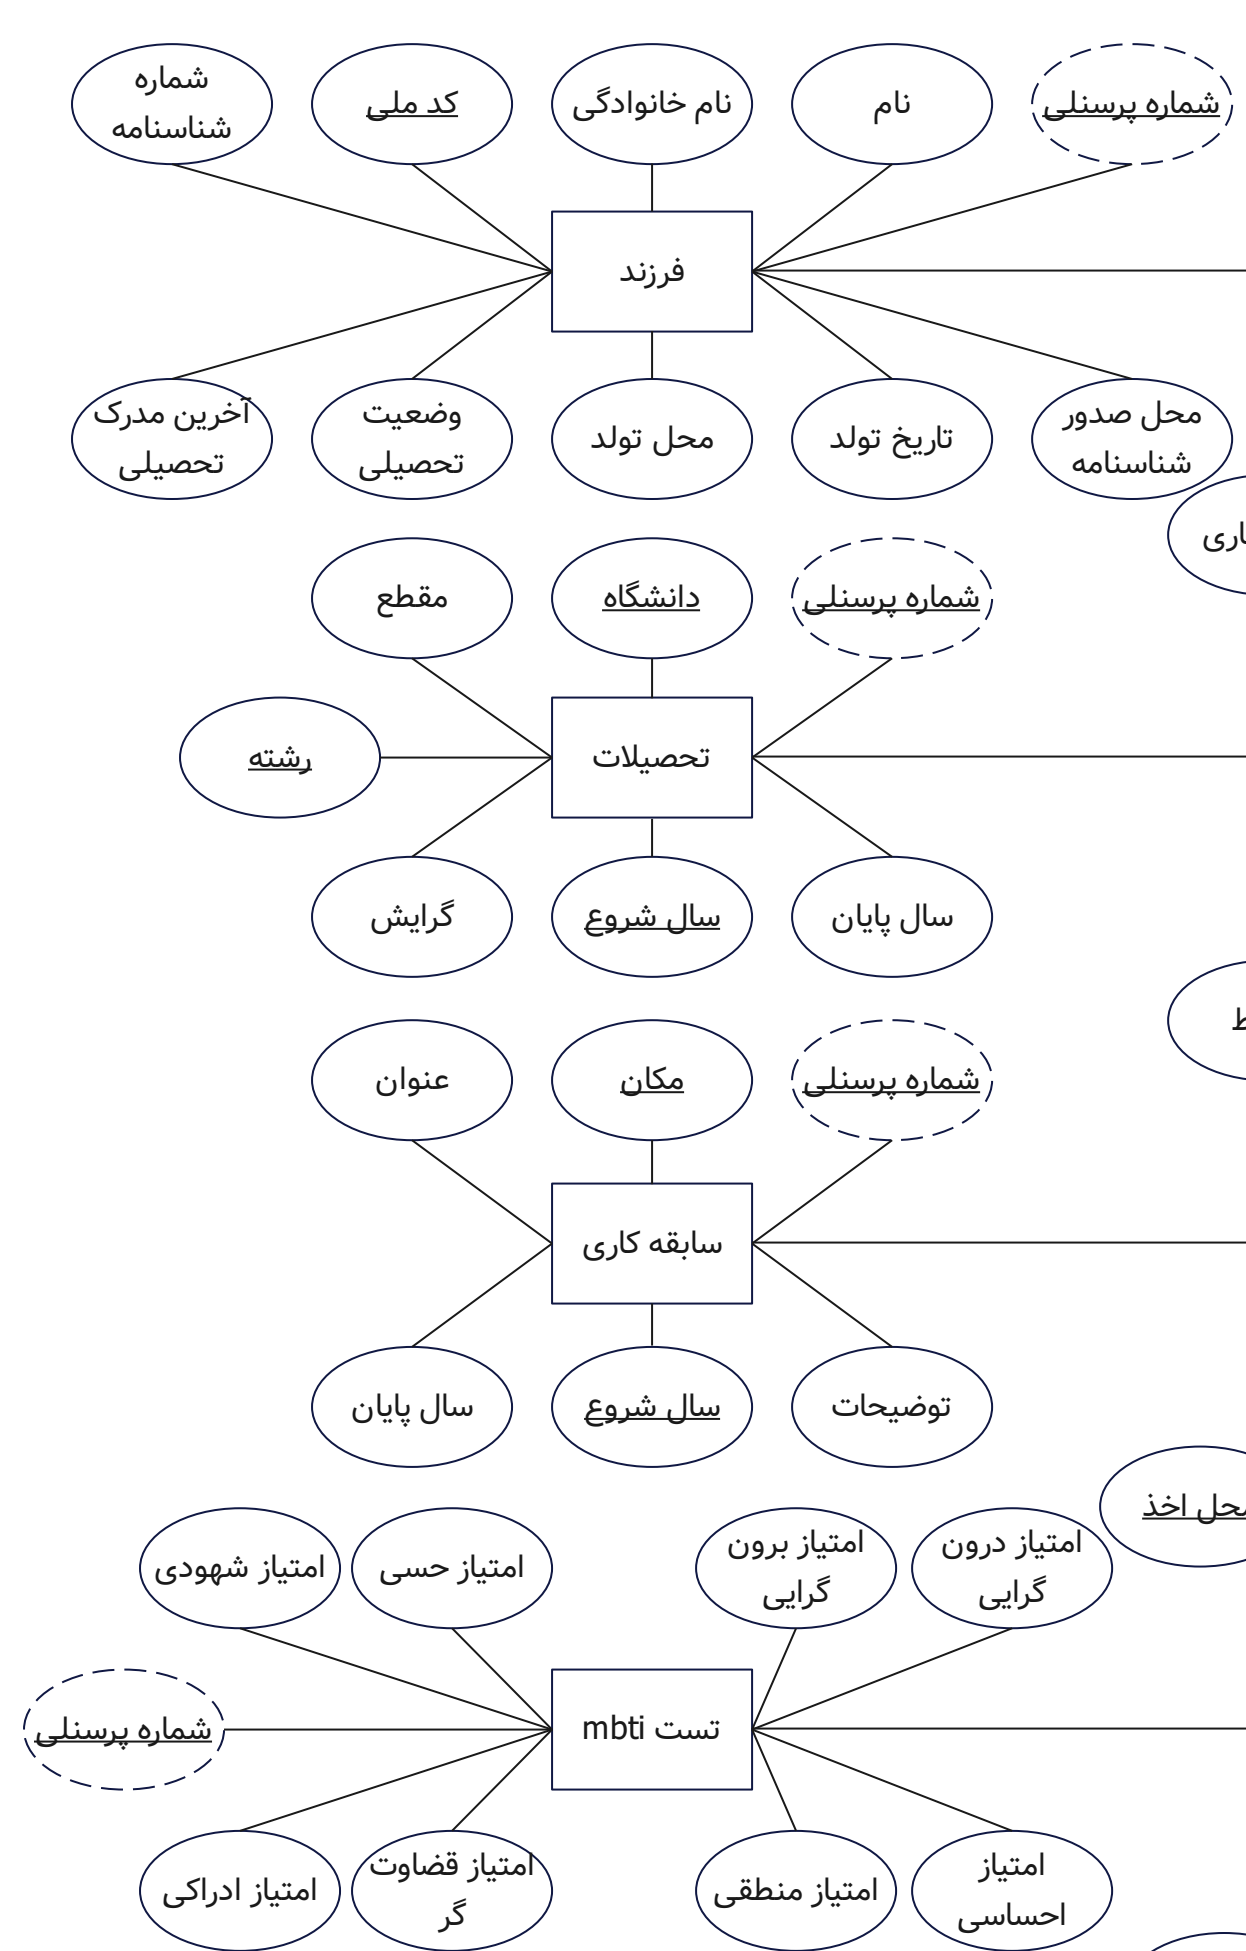 شماره پرسنلی
نام
نام خانوادگی
کد ملی
شماره
شناسنامه
فرزند
محل صدور
شناسنامه
تاریخ تولد
محل تولد
وضعیت
تحصیلی
آخرین مدرک
تحصیلی
شماره پرسنلی
دانشگاه
مقطع
تحصیلات
رشته
سال پایان
سال شروع
گرایش
شماره پرسنلی
مکان
عنوان
سابقه کاری
توضیحات
سال شروع
سال پایان
محل اخذ
امتیاز درون
گرایی
امتیاز برون
گرایی
امتیاز حسی
امتیاز شهودی
تست mbti
شماره پرسنلی
امتیاز
احساسی
امتیاز منطقی
امتیاز قضاوت
گر
امتیاز ادراکی